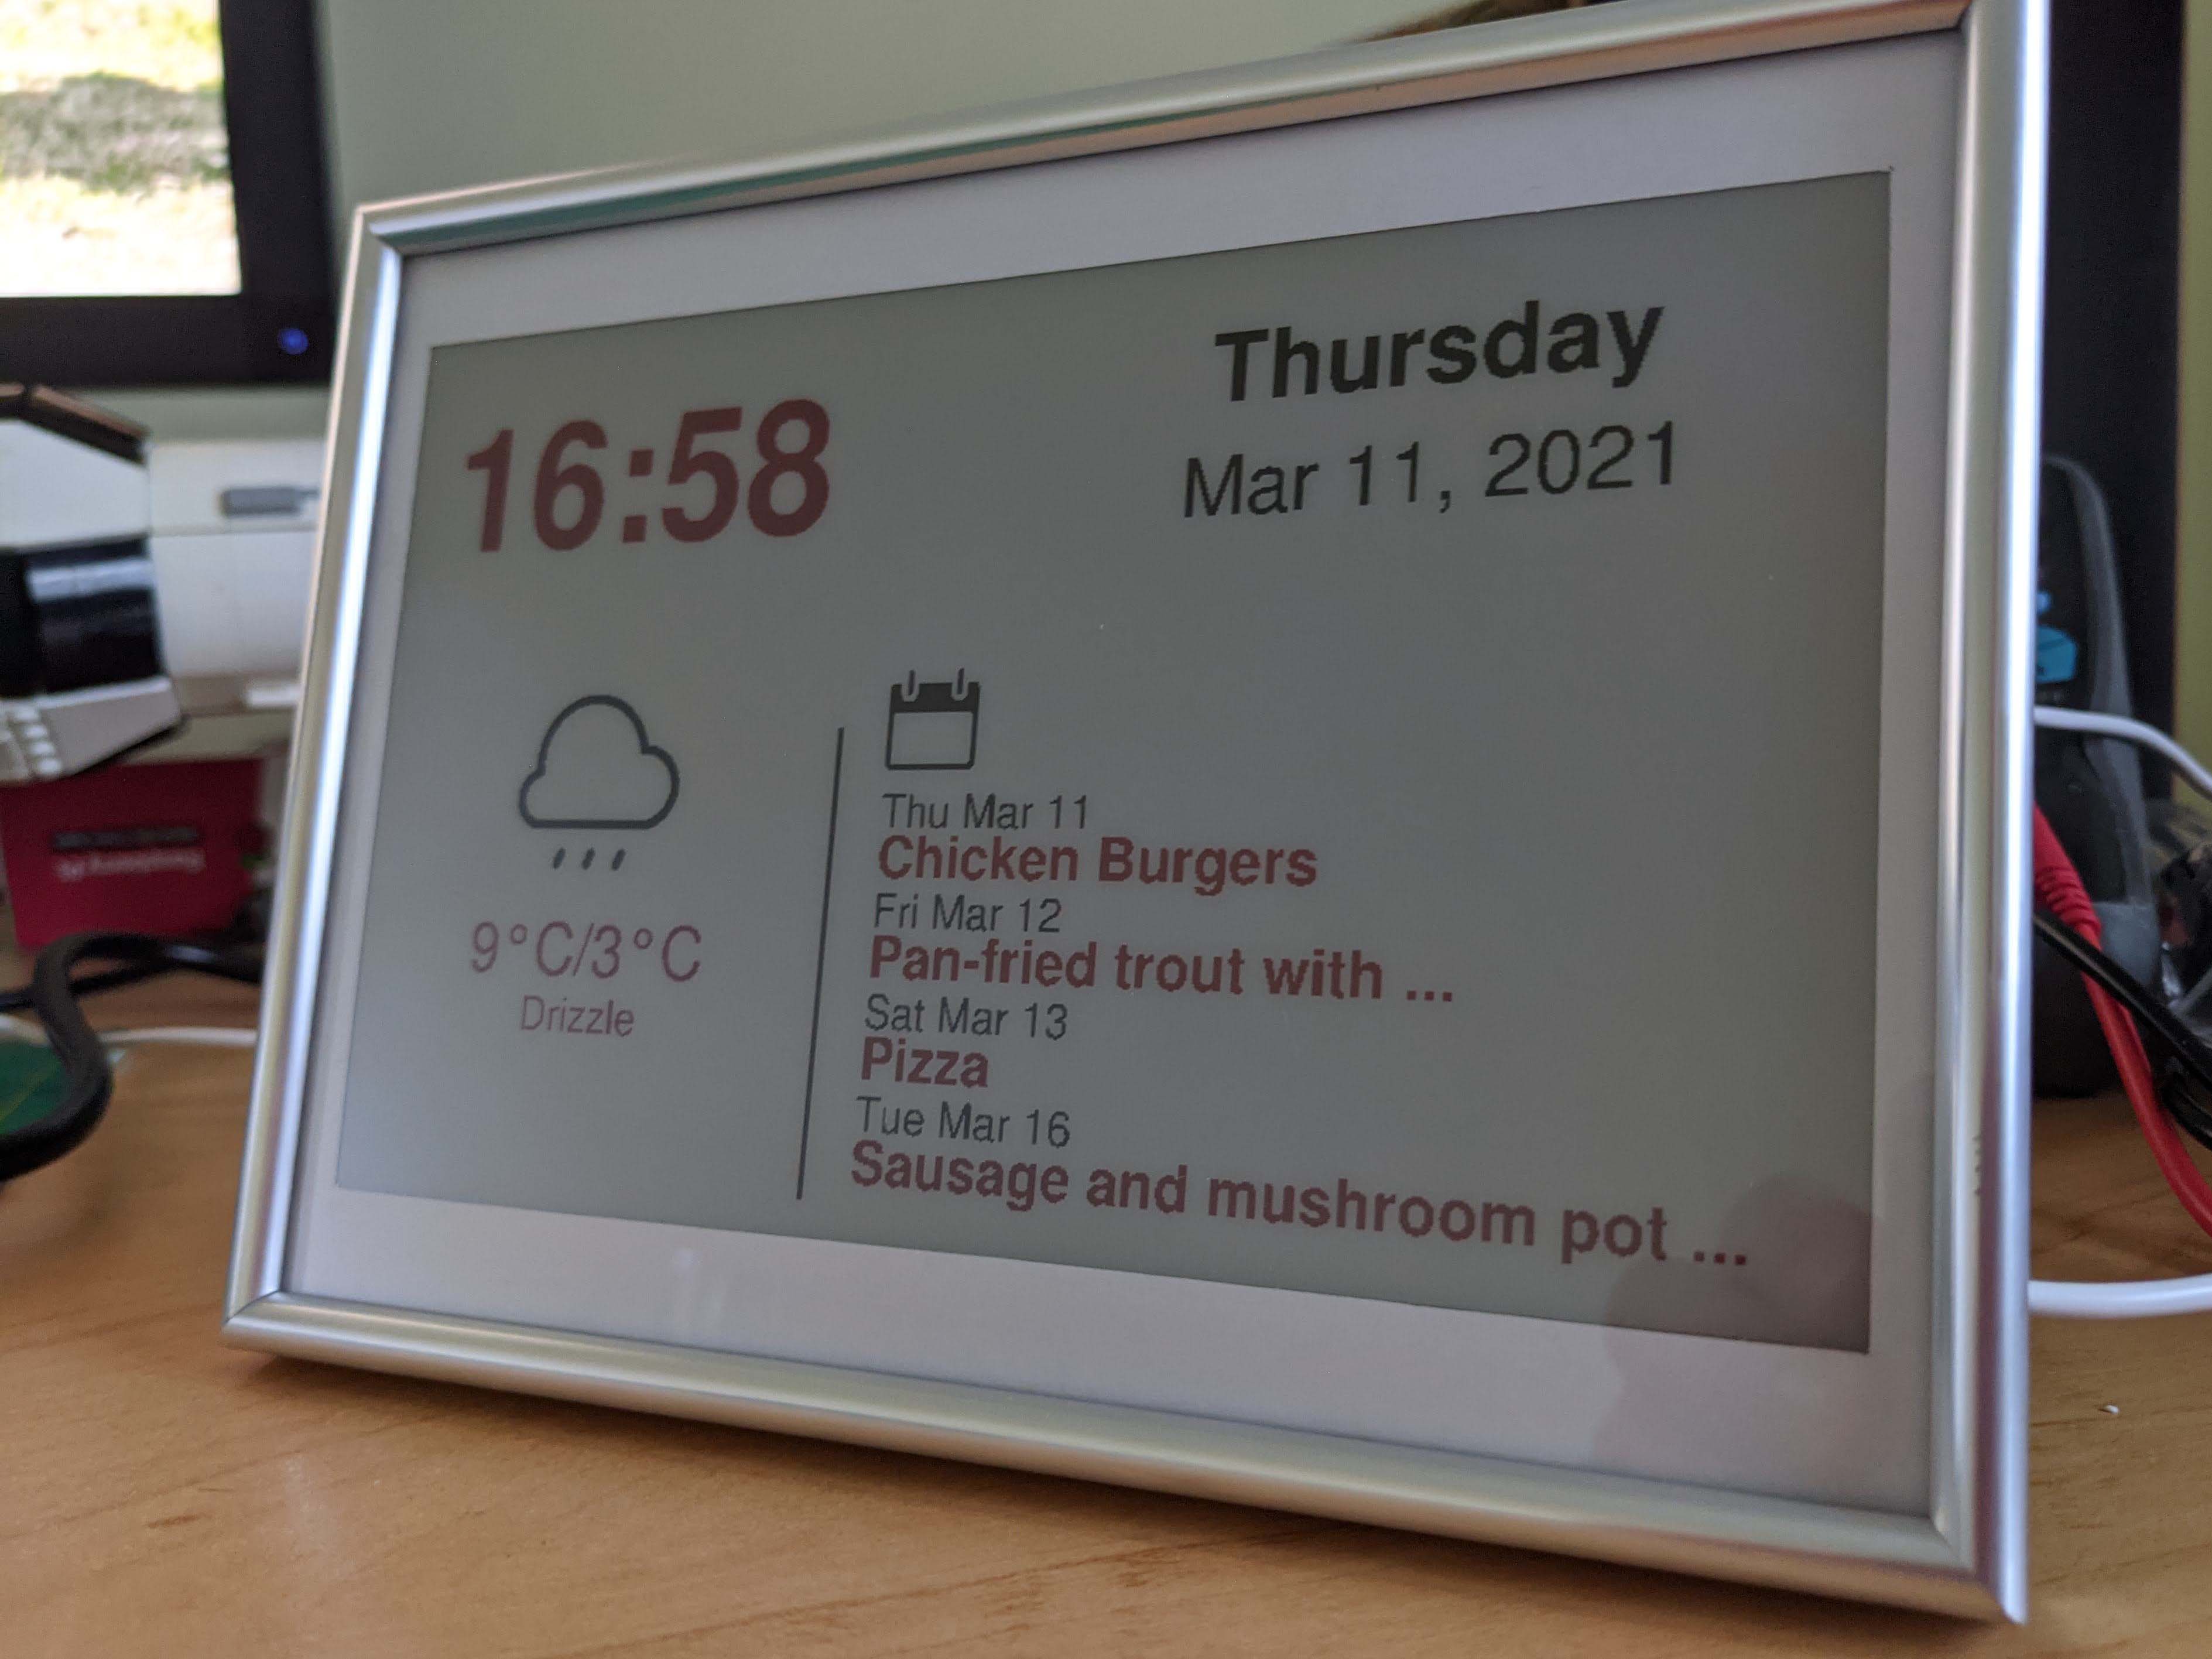 16:58
Thursday
Mar 11, 2021
9°C/3°C
Drizzle
Thu Mar 11
Chicken Burgers
Fri Mar 12
Pan-fried trout with ...
Sat Mar 13
Pizza
Tue Mar 16
Sausage and mushroom pot ...